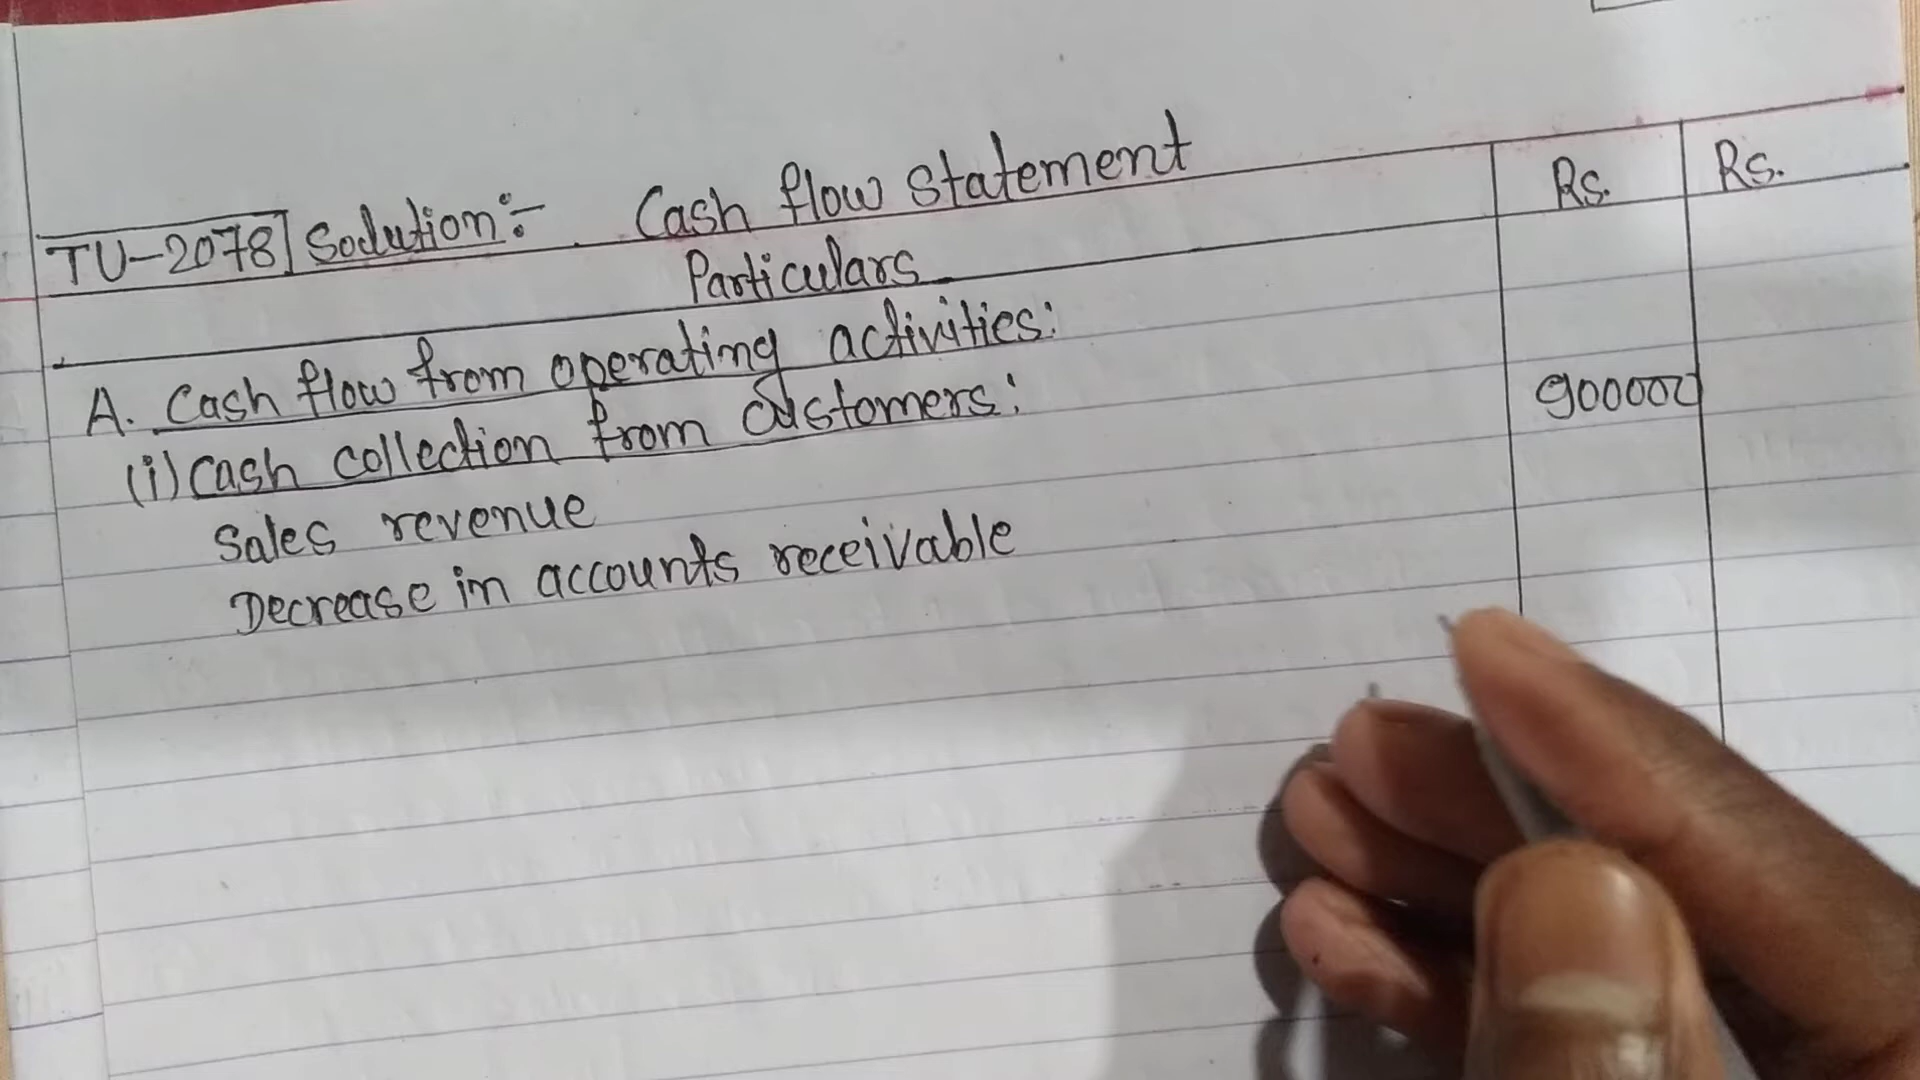 TU-2078 Solution:- Cash flow statement
Particulars Rs. Rs.
A. Cash flow from operating activities:
(i) Cash collection from customers:
Sales revenue 900000
Decrease in accounts receivable